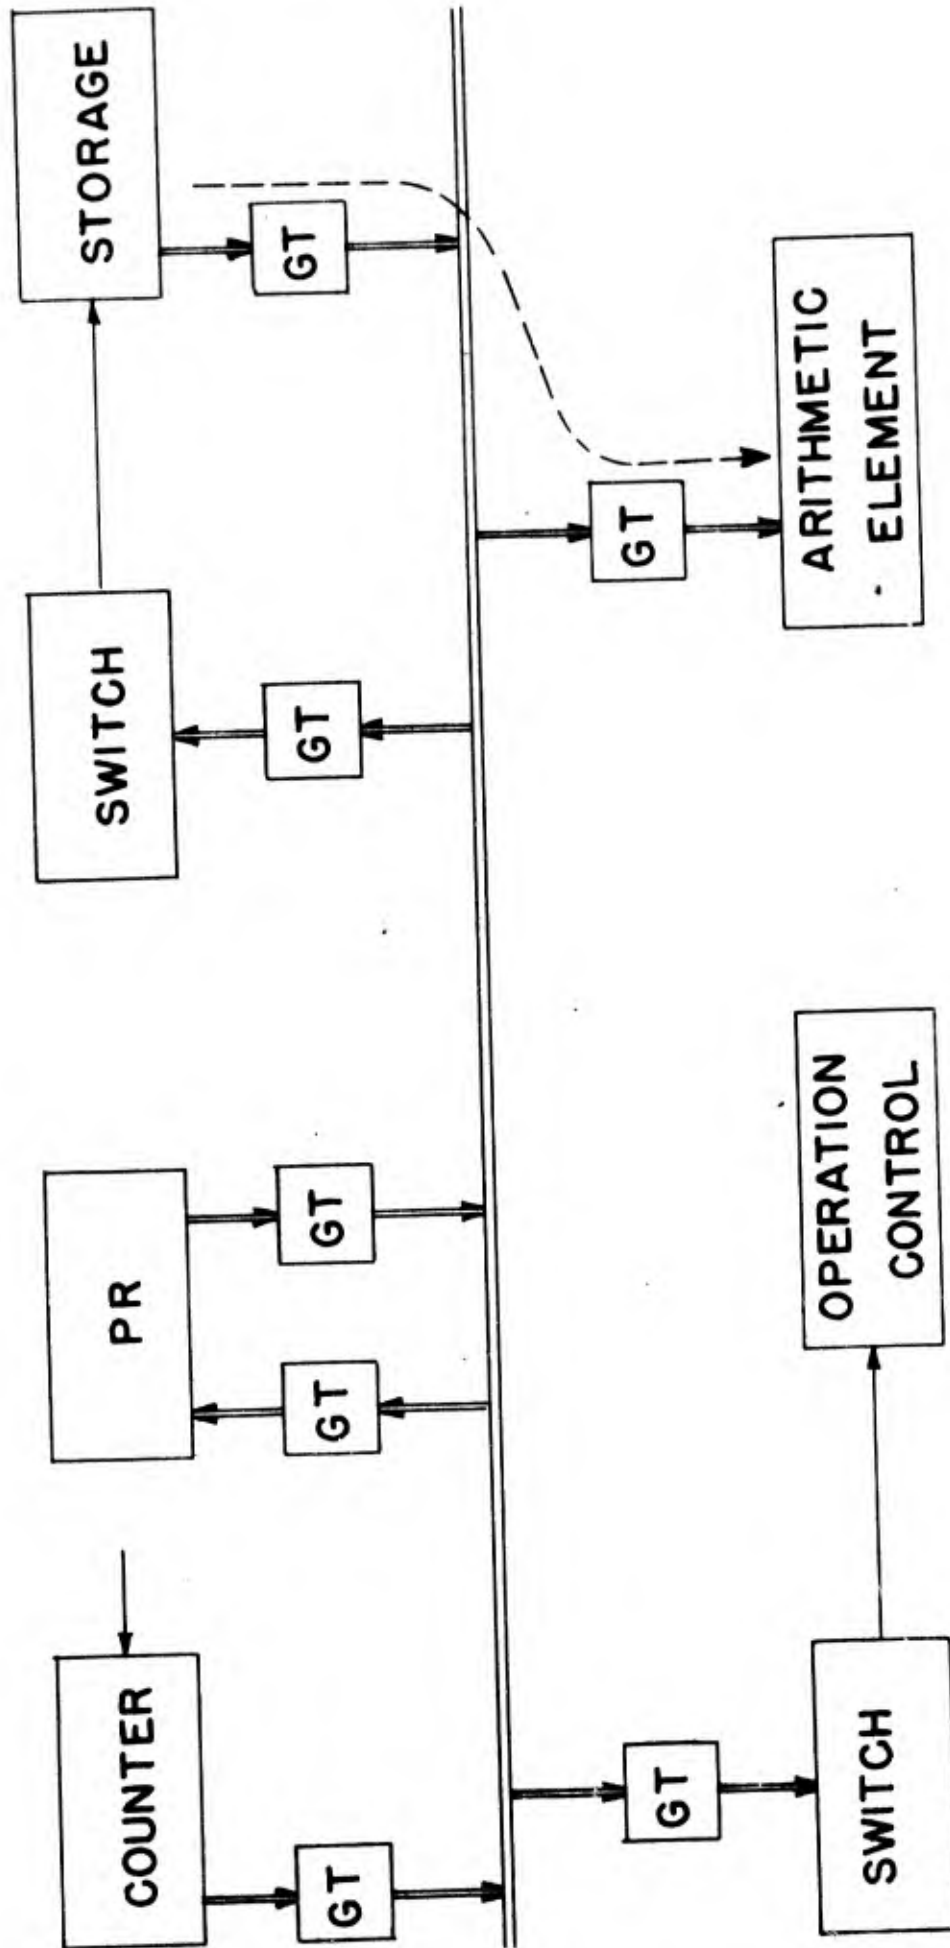 COUNTER
PR
SWITCH
STORAGE
GT
GT
GT
GT
GT
GT
GT
SWITCH
OPERATION
CONTROL
ARITHMETIC
ELEMENT